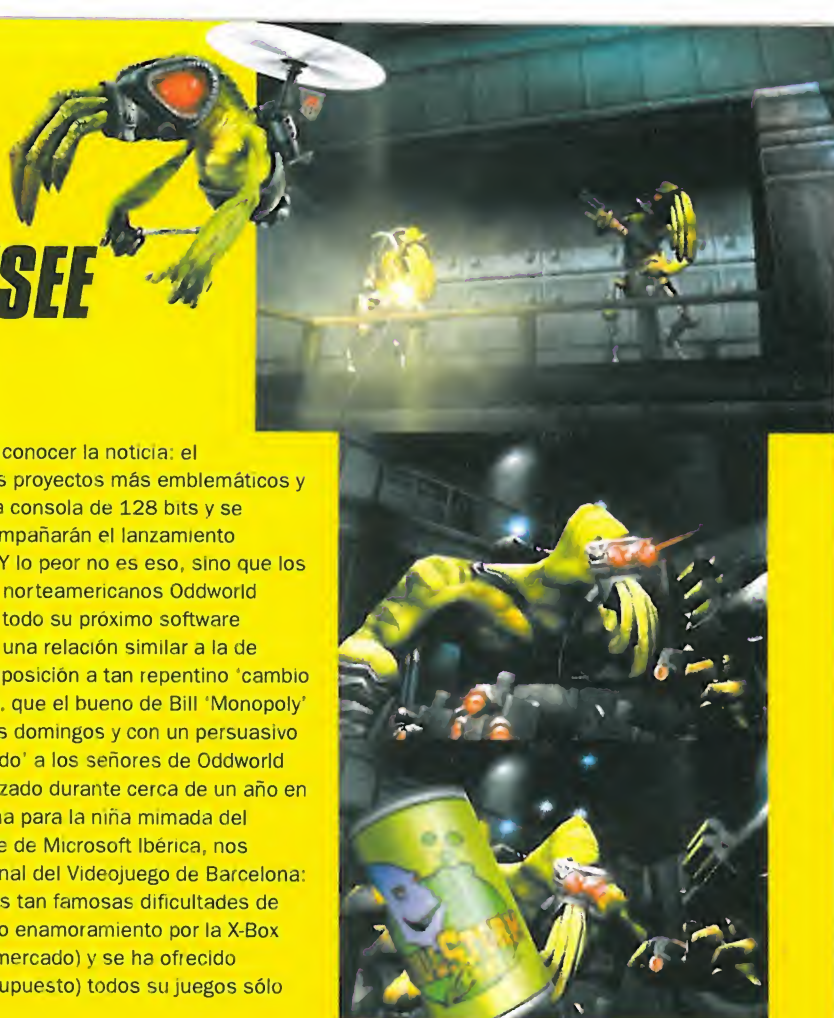 SEE
conocer la noticia: el
s proyectos más emblemáticos y
a consola de 128 bits y se
mpañarán el lanzamiento
Y lo peor no es eso, sino que los
norteamericanos Oddworld
todo su próximo software
una relación similar a la de
posición a tan repentino 'cambio
, que el bueno de Bill 'Monopoly'
s domingos y con un persuasivo
do' a los señores de Oddworld
zado durante cerca de un año en
na para la niña mimada del
e de Microsoft Ibérica, nos
nal del Videojuego de Barcelona:
s tan famosas dificultades de
o enamoramiento por la X-Box
mercado) y se ha ofrecido
upuesto) todos su juegos sólo